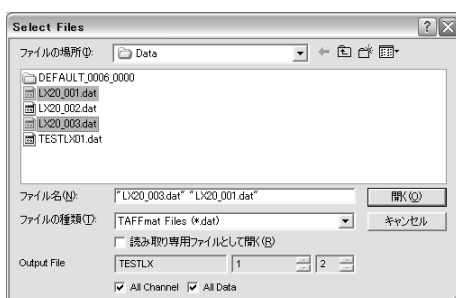 Select Files
ファイルの場所(I):
Data
DEFAULT_0006_0000
LX20_001.dat
LX20_002.dat
LX20_003.dat
TESTLX01.dat
ファイル名(N):
"LX20_003.dat" "LX20_001.dat"
開く(O)
ファイルの種類(T):
TAFFmat Files (*.dat)
キャンセル
読み取り専用ファイルとして開く(R)
Output File
TESTLX
1
2
All Channel
All Data